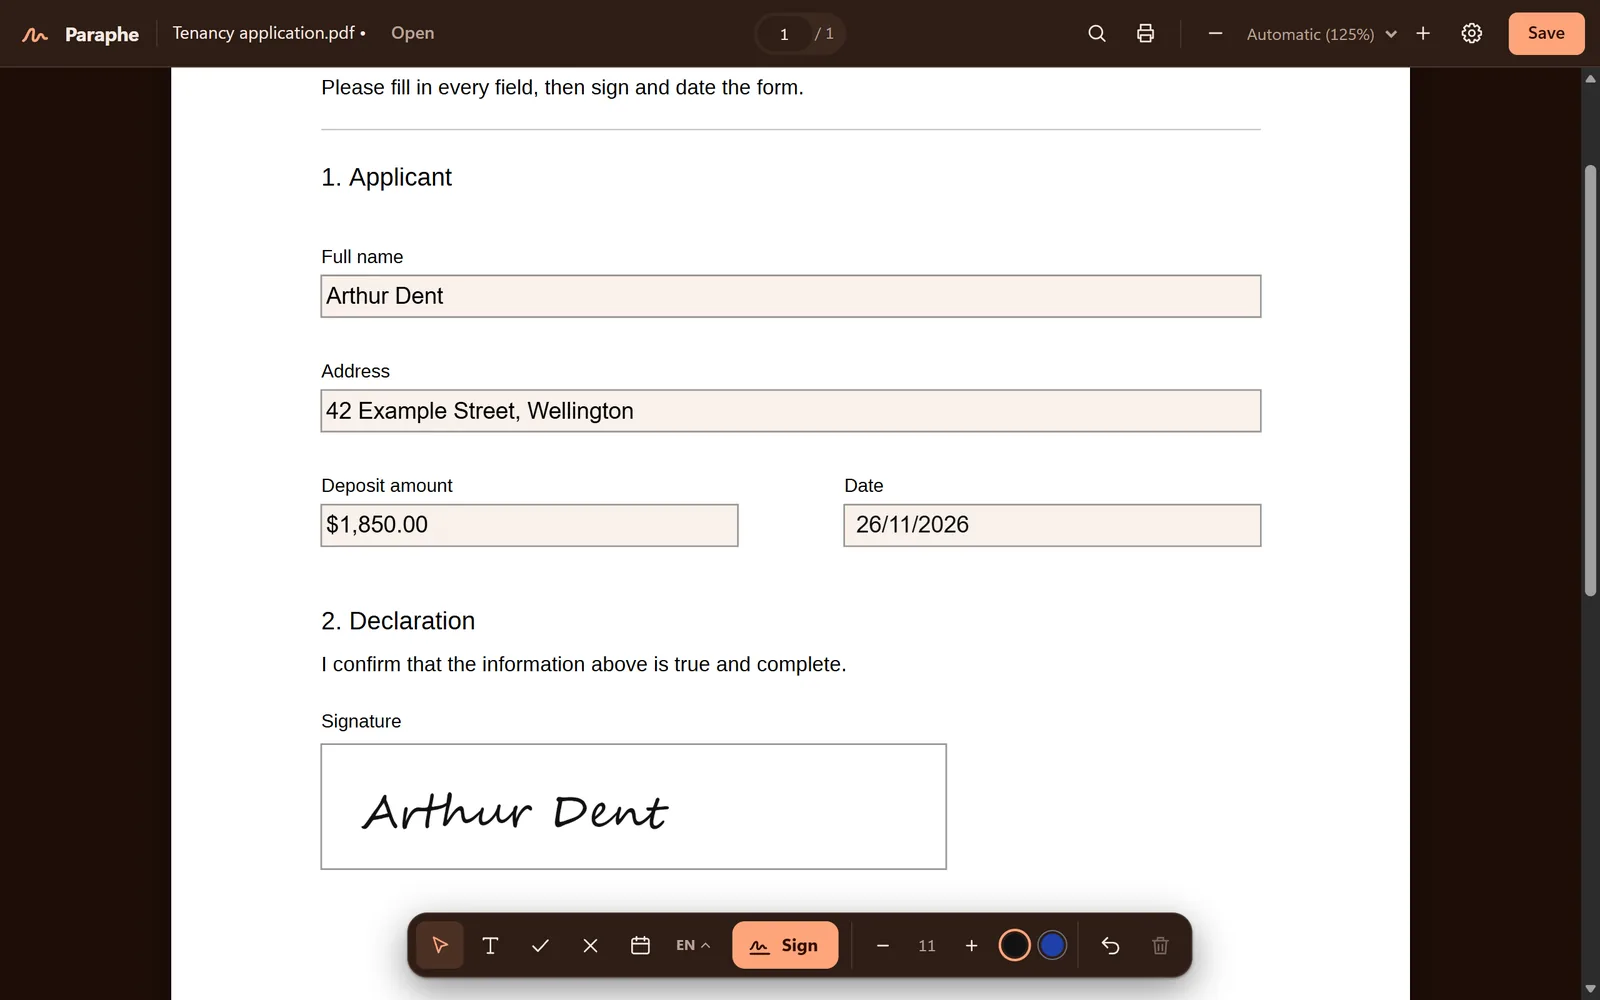 Paraphe Tenancy application.pdf • Open 1 / 1 Automatic (125%) Save
Please fill in every field, then sign and date the form.
1. Applicant
Full name
Arthur Dent
Address
42 Example Street, Wellington
Deposit amount Date
$1,850.00 26/11/2026
2. Declaration
I confirm that the information above is true and complete.
Signature
Arthur Dent
EN Sign 11